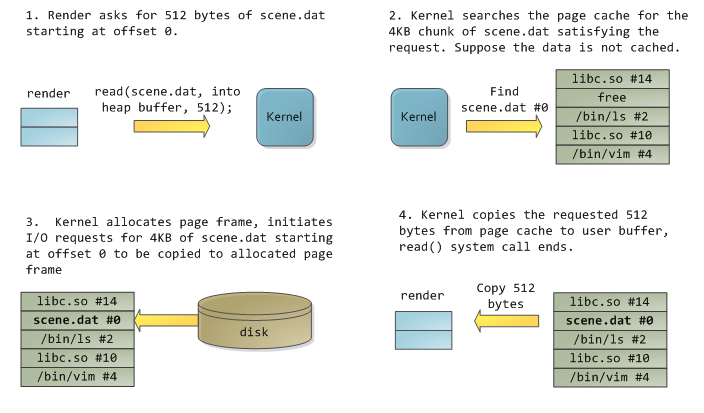 1. Render asks for 512 bytes of scene.dat
starting at offset 0.
render
read(scene.dat, into
heap buffer, 512);
Kernel
2. Kernel searches the page cache for the
4KB chunk of scene.dat satisfying the
request. Suppose the data is not cached.
Kernel
Find
scene.dat #0
libc.so #14
free
/bin/ls #2
libc.so #10
/bin/vim #4
3. Kernel allocates page frame, initiates
I/O requests for 4KB of scene.dat starting
at offset 0 to be copied to allocated page
frame
libc.so #14
scene.dat #0
/bin/ls #2
libc.so #10
/bin/vim #4
disk
4. Kernel copies the requested 512
bytes from page cache to user buffer,
read() system call ends.
render
Copy 512
bytes
libc.so #14
scene.dat #0
/bin/ls #2
libc.so #10
/bin/vim #4